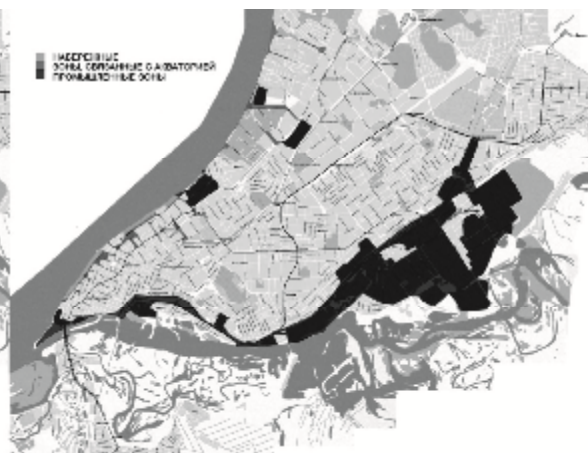 НАБЕРЕЖНЫЕ
ЗОНЫ, СВЯЗАННЫЕ С АКВАТОРИЕЙ
ПРОМЫШЛЕННЫЕ ЗОНЫ